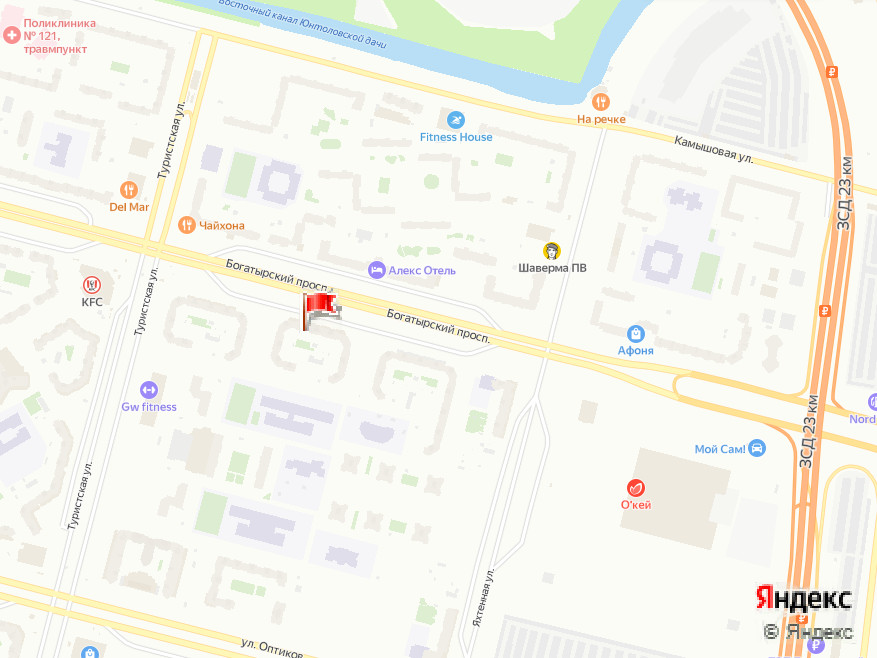 Восточный канал Юнтоловской дачи
Поликлиника
№ 121,
травмпункт
На речке
Fitness House
Камышовая ул.
Туристская ул.
ЗСД 23 км
Del Mar
Чайхона
Шаверма ПВ
Богатырский просп.
Алекс Отель
KFC
Туристская ул.
Богатырский просп.
Афоня
Gw fitness
Nord
ЗСД 23 км
Мой Сам!
О'кей
Туристская ул.
Яхтенная ул.
Яндекс
© Яндекс
ул. Оптиков